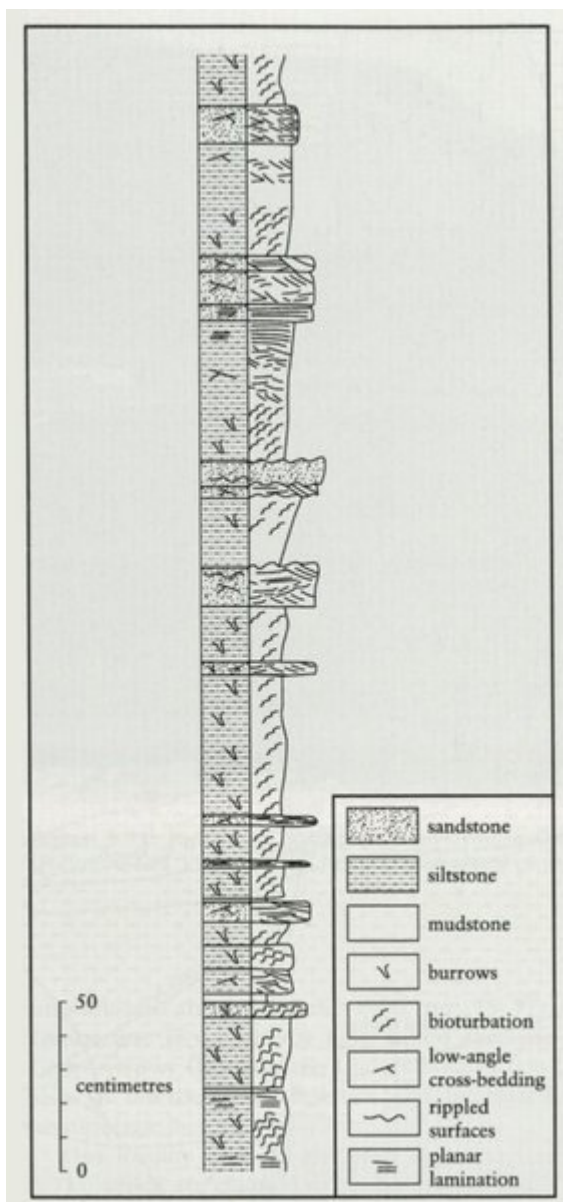 sandstone
siltstone
mudstone
burrows
bioturbation
low-angle
cross-bedding
rippled
surfaces
planar
lamination
50
centimetres
0